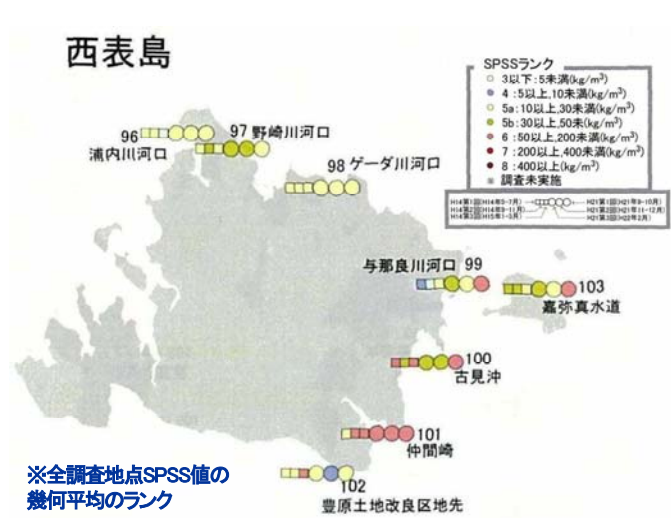 西表島
SPSSランク
3以下:5未満(kg/m³)
4:5以上,10未満(kg/m³)
5a:10以上,30未満(kg/m³)
5b:30以上,50未(kg/m³)
6:50以上,200未満(kg/m³)
7:200以上,400未満(kg/m³)
8:400以上(kg/m³)
調査未実施
96
浦内川河口
97 野崎川河口
98 ゲーダ川河口
与那良川河口 99
103
嘉弥真水道
100
古見沖
101
仲間崎
102
豊原土地改良区地先
※全調査地点SPSS値の
幾何平均のランク